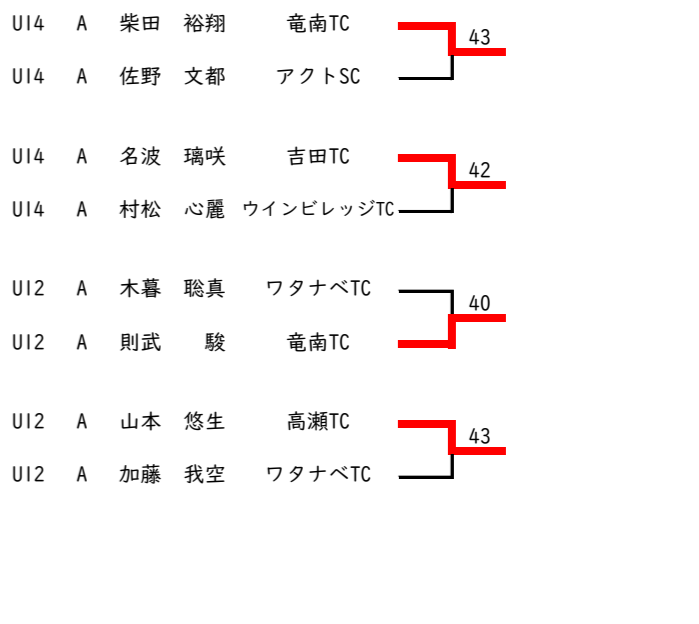 U14 A 柴田 裕翔 竜南TC
43
U14 A 佐野 文都 アクトSC
U14 A 名波 璃咲 吉田TC
42
U14 A 村松 心麗 ウインビレッジTC
U12 A 木暮 聡真 ワタナベTC
40
U12 A 則武 駿 竜南TC
U12 A 山本 悠生 高瀬TC
43
U12 A 加藤 我空 ワタナベTC